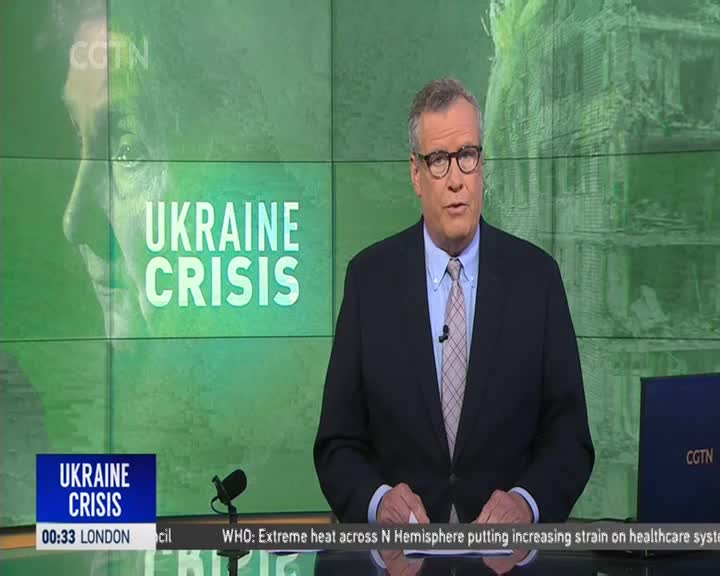 CGTN
UKRAINE
CRISIS
CGTN
UKRAINE
CRISIS
00:33 LONDON
WHO: Extreme heat across N Hemisphere putting increasing strain on healthcare